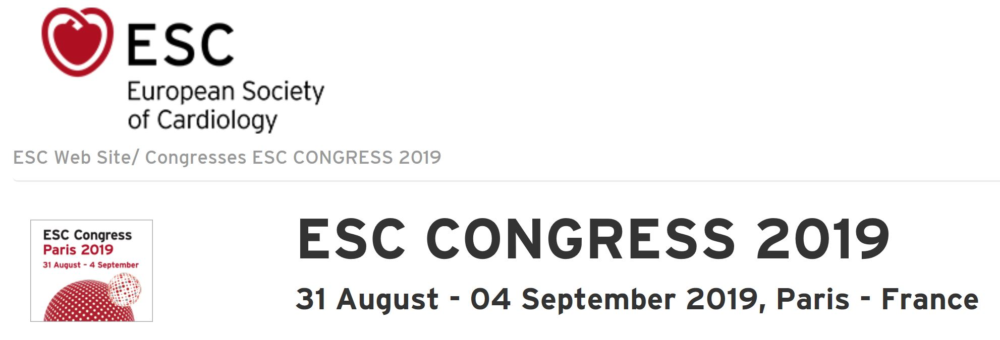 ESC
European Society
of Cardiology
ESC Web Site/ Congresses ESC CONGRESS 2019
ESC Congress
Paris 2019
31 August - 4 September
ESC CONGRESS 2019
31 August - 04 September 2019, Paris - France